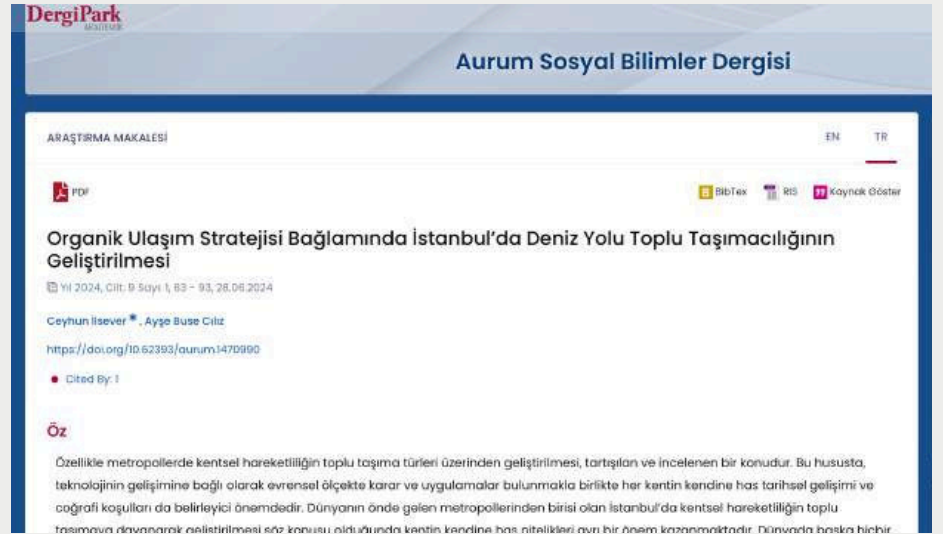 DergiPark
AKADEMİK
Aurum Sosyal Bilimler Dergisi
ARAŞTIRMA MAKALESİ
EN TR
PDF
BibTex RIS Kaynak Göster
Organik Ulaşım Stratejisi Bağlamında İstanbul’da Deniz Yolu Toplu Taşımacılığının
Geliştirilmesi
Yıl 2024, Cilt: 9 Sayı: 1, 63 - 93, 28.06.2024
Ceyhun İlsever * , Ayşe Buse Cılız
https://doi.org/10.62393/aurum.1470990
Cited By: 1
Öz
Özellikle metropollerde kentsel hareketliliğin toplu taşıma türleri üzerinden geliştirilmesi, tartışılan ve incelenen bir konudur. Bu hususta,
teknolojinin gelişimine bağlı olarak evrensel ölçekte karar ve uygulamalar bulunmakla birlikte her kentin kendine has tarihsel gelişimi ve
coğrafi koşulları da belirleyici önemdedir. Dünyanın önde gelen metropollerinden birisi olan İstanbul’da kentsel hareketliliğin toplu
taşımaya dayanarak geliştirilmesi söz konusu olduğunda kentin kendine has nitelikleri ayrı bir önem kazanmaktadır. Dünyada başka hiçbir